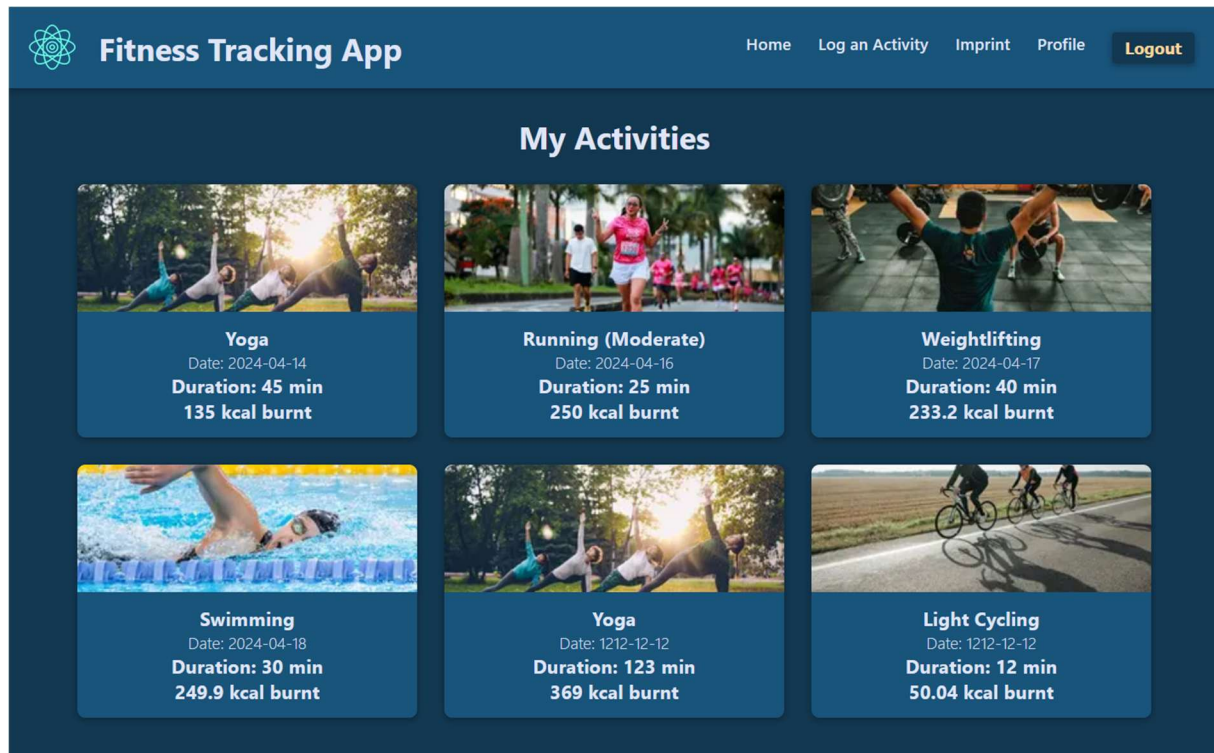 Fitness Tracking App
Home
Log an Activity
Imprint
Profile
Logout
My Activities
Yoga
Date: 2024-04-14
Duration: 45 min
135 kcal burnt
Running (Moderate)
Date: 2024-04-16
Duration: 25 min
250 kcal burnt
Weightlifting
Date: 2024-04-17
Duration: 40 min
233.2 kcal burnt
Swimming
Date: 2024-04-18
Duration: 30 min
249.9 kcal burnt
Yoga
Date: 1212-12-12
Duration: 123 min
369 kcal burnt
Light Cycling
Date: 1212-12-12
Duration: 12 min
50.04 kcal burnt